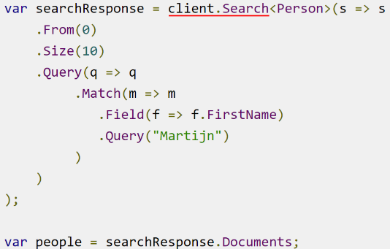 var searchResponse = client.Search<Person>(s => s
    .From(0)
    .Size(10)
    .Query(q => q
         .Match(m => m
            .Field(f => f.FirstName)
            .Query("Martijn")
         )
    )
);
var people = searchResponse.Documents;